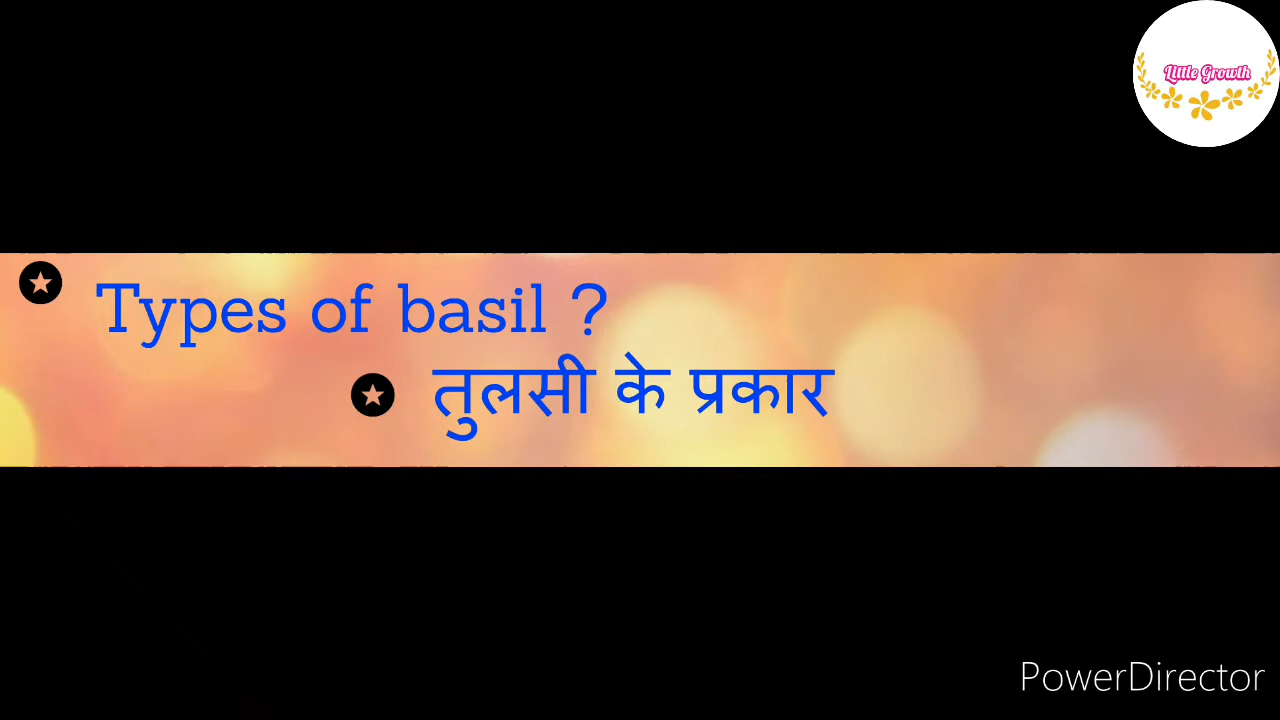 Little Growth
Types of basil ?
तुलसी के प्रकार
PowerDirector